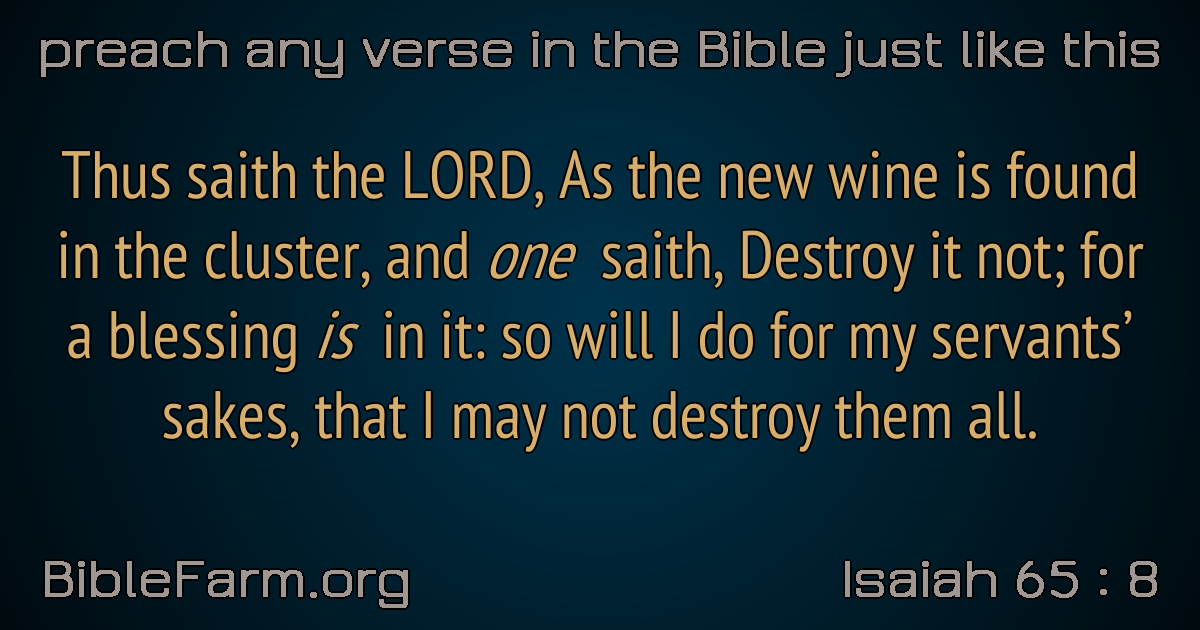 preach any verse in the Bible just like this
Thus saith the LORD, As the new wine is found
in the cluster, and one saith, Destroy it not; for
a blessing is in it: so will I do for my servants’
sakes, that I may not destroy them all.
BibleFarm.org
Isaiah 65 : 8